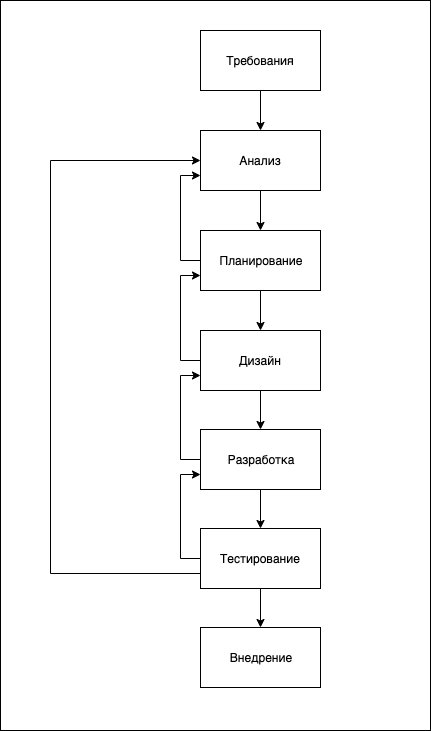 Требования
Анализ
Планирование
Дизайн
Разработка
Тестирование
Внедрение